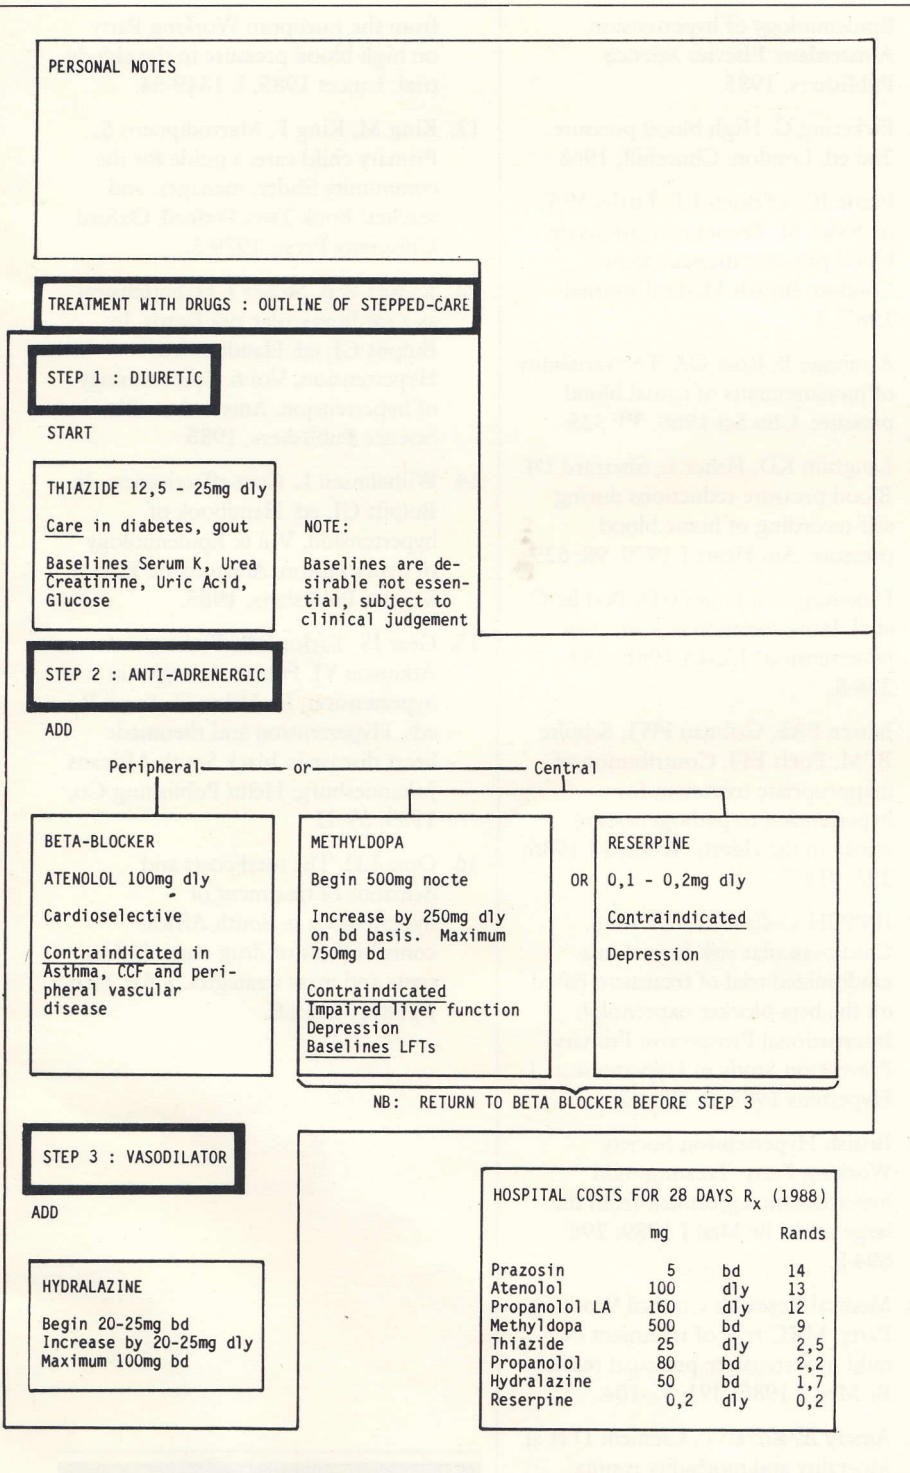 PERSONAL NOTES
TREATMENT WITH DRUGS : OUTLINE OF STEPPED-CARE
STEP 1 : DIURETIC
START
THIAZIDE 12,5 - 25mg dly
Care in diabetes, gout
Baselines Serum K, Urea
Creatinine, Uric Acid,
Glucose
NOTE:
Baselines are de-
sirable not essen-
tial, subject to
clinical judgement
STEP 2 : ANTI-ADRENERGIC
ADD
Peripheral or Central
BETA-BLOCKER
ATENOLOL 100mg dly
Cardioselective
Contraindicated in
Asthma, CCF and peri-
pheral vascular
disease
METHYLDOPA
Begin 500mg nocte
Increase by 250mg dly
on bd basis. Maximum
750mg bd
Contraindicated
Impaired liver function
Depression
Baselines LFTs
OR
RESERPINE
0,1 - 0,2mg dly
Contraindicated
Depression
NB: RETURN TO BETA BLOCKER BEFORE STEP 3
STEP 3 : VASODILATOR
ADD
HYDRALAZINE
Begin 20-25mg bd
Increase by 20-25mg dly
Maximum 100mg bd
HOSPITAL COSTS FOR 28 DAYS Rx (1988)
mg Rands
Prazosin 5 bd 14
Atenolol 100 dly 13
Propanolol LA 160 dly 12
Methyldopa 500 bd 9
Thiazide 25 dly 2,5
Propanolol 80 bd 2,2
Hydralazine 50 bd 1,7
Reserpine 0,2 dly 0,2